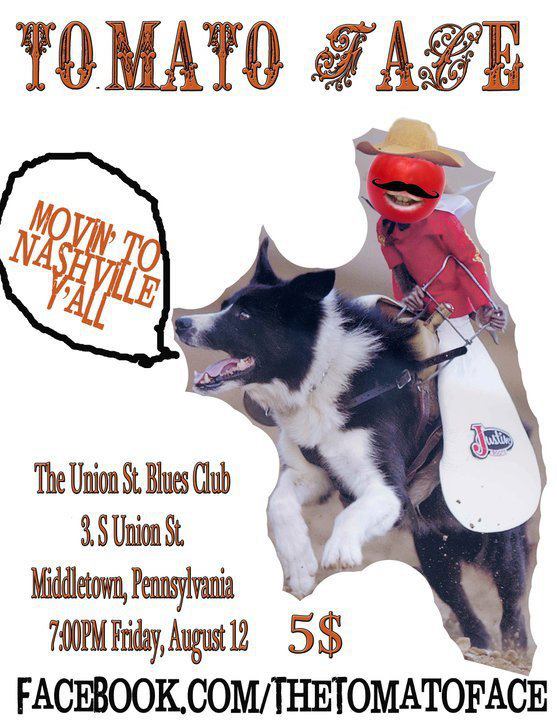 TOMATO FACE
MOVIN' TO
NASHVILLE
Y'ALL
Justin
The Union St. Blues Club
3. S Union St.
Middletown, Pennsylvania
7:00PM Friday, August 12
5$
FACEBOOK.COM/THETOMATOFACE